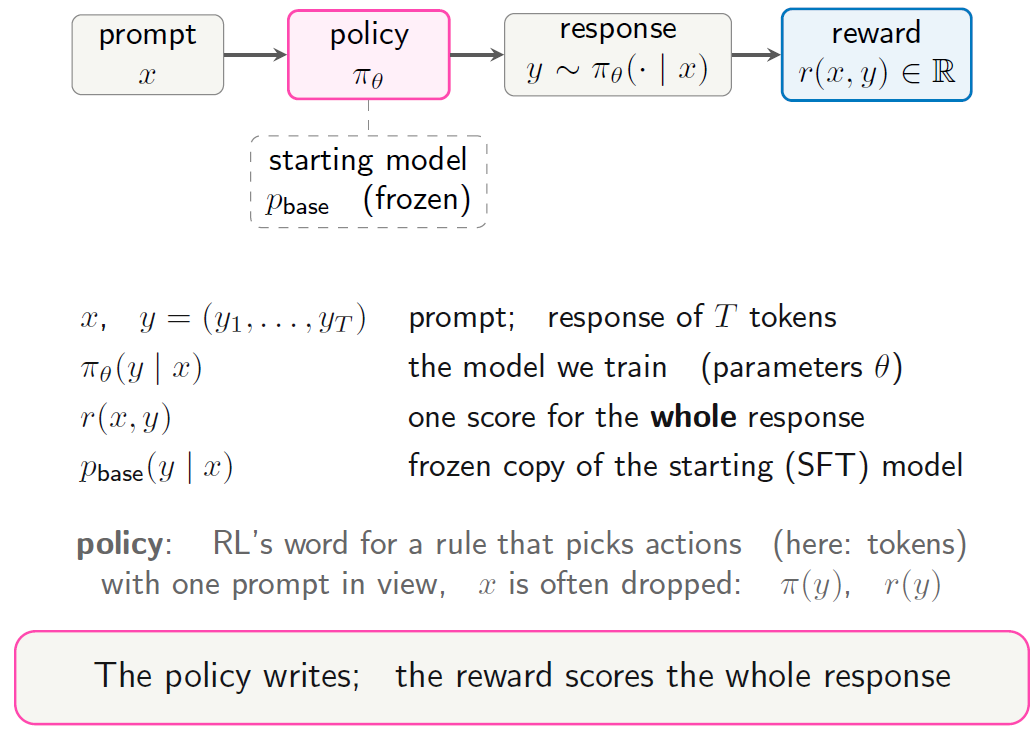 prompt
x
policy
π_θ
response
y ∼ π_θ(· | x)
reward
r(x, y) ∈ ℝ
starting model
p_base (frozen)
x, y = (y_1, . . . , y_T) prompt; response of T tokens
π_θ(y | x) the model we train (parameters θ)
r(x, y) one score for the whole response
p_base(y | x) frozen copy of the starting (SFT) model
policy: RL's word for a rule that picks actions (here: tokens)
with one prompt in view, x is often dropped: π(y), r(y)
The policy writes; the reward scores the whole response